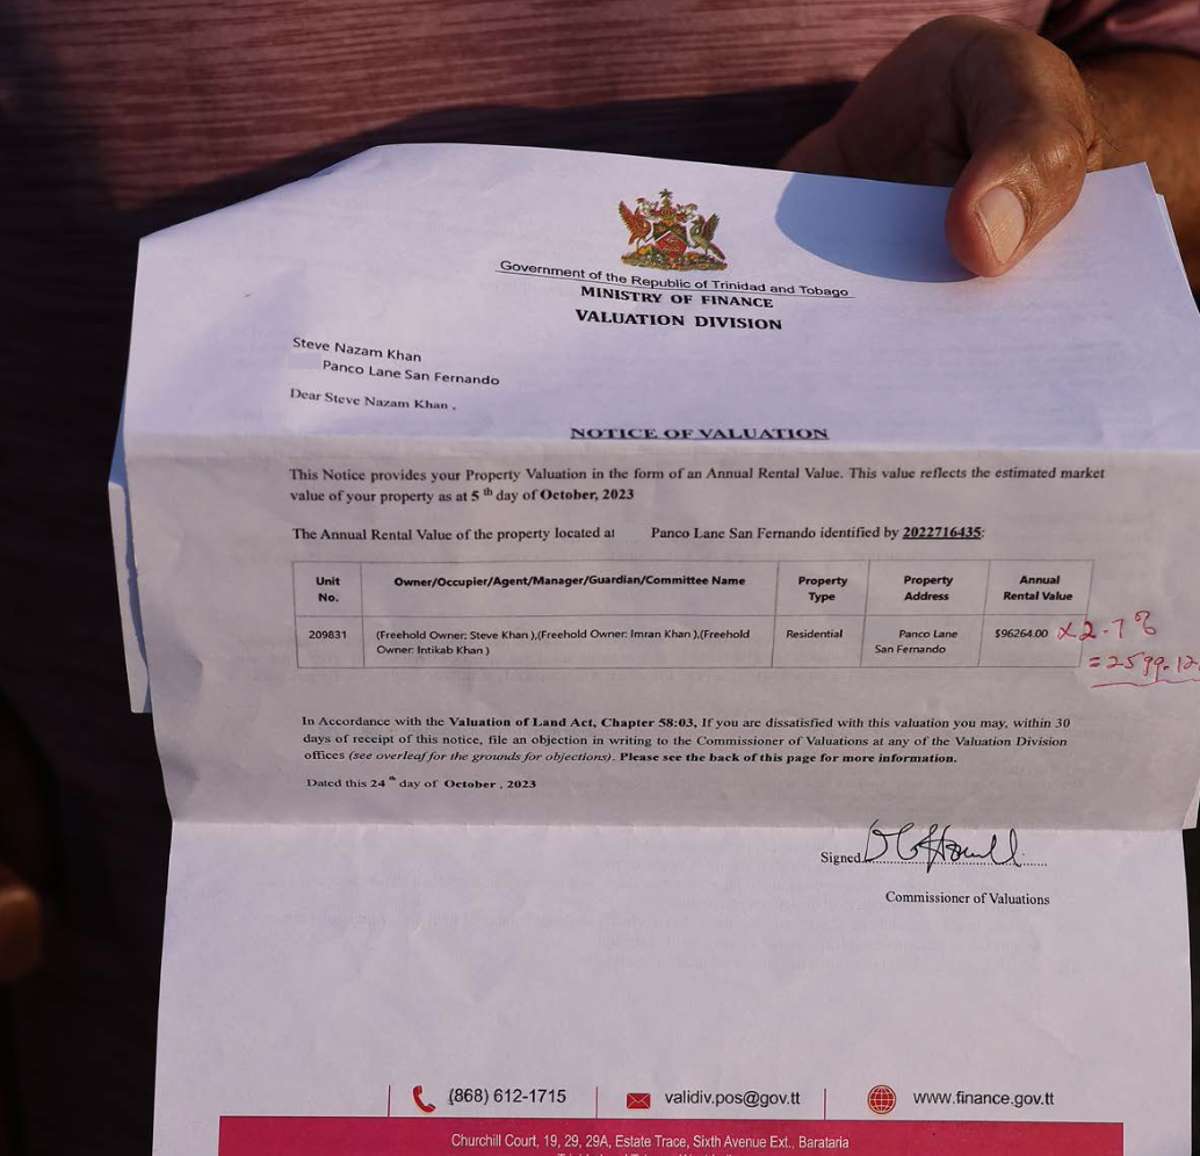 Government of the Republic of Trinidad and Tobago
MINISTRY OF FINANCE
VALUATION DIVISION
Steve Nazam Khan
Panco Lane San Fernando
Dear Steve Nazam Khan ,
NOTICE OF VALUATION
This Notice provides your Property Valuation in the form of an Annual Rental Value. This value reflects the estimated market
value of your property as at 5 th day of October, 2023
The Annual Rental Value of the property located at Panco Lane San Fernando identified by 2022716435:
Unit No. Owner/Occupier/Agent/Manager/Guardian/Committee Name Property Type Property Address Annual Rental Value
209831 (Freehold Owner: Steve Khan ),(Freehold Owner: Imran Khan ),(Freehold Residential Panco Lane $96264.00 x 2.7%
Owner: Intikab Khan ) San Fernando = 2599.12
In Accordance with the Valuation of Land Act, Chapter 58:03, If you are dissatisfied with this valuation you may, within 30
days of receipt of this notice, file an objection in writing to the Commissioner of Valuations at any of the Valuation Division
offices (see overleaf for the grounds for objections). Please see the back of this page for more information.
Dated this 24 th day of October , 2023
Signed
Commissioner of Valuations
(868) 612-1715 validiv.pos@gov.tt www.finance.gov.tt
Churchill Court, 19, 29, 29A, Estate Trace, Sixth Avenue Ext., Barataria